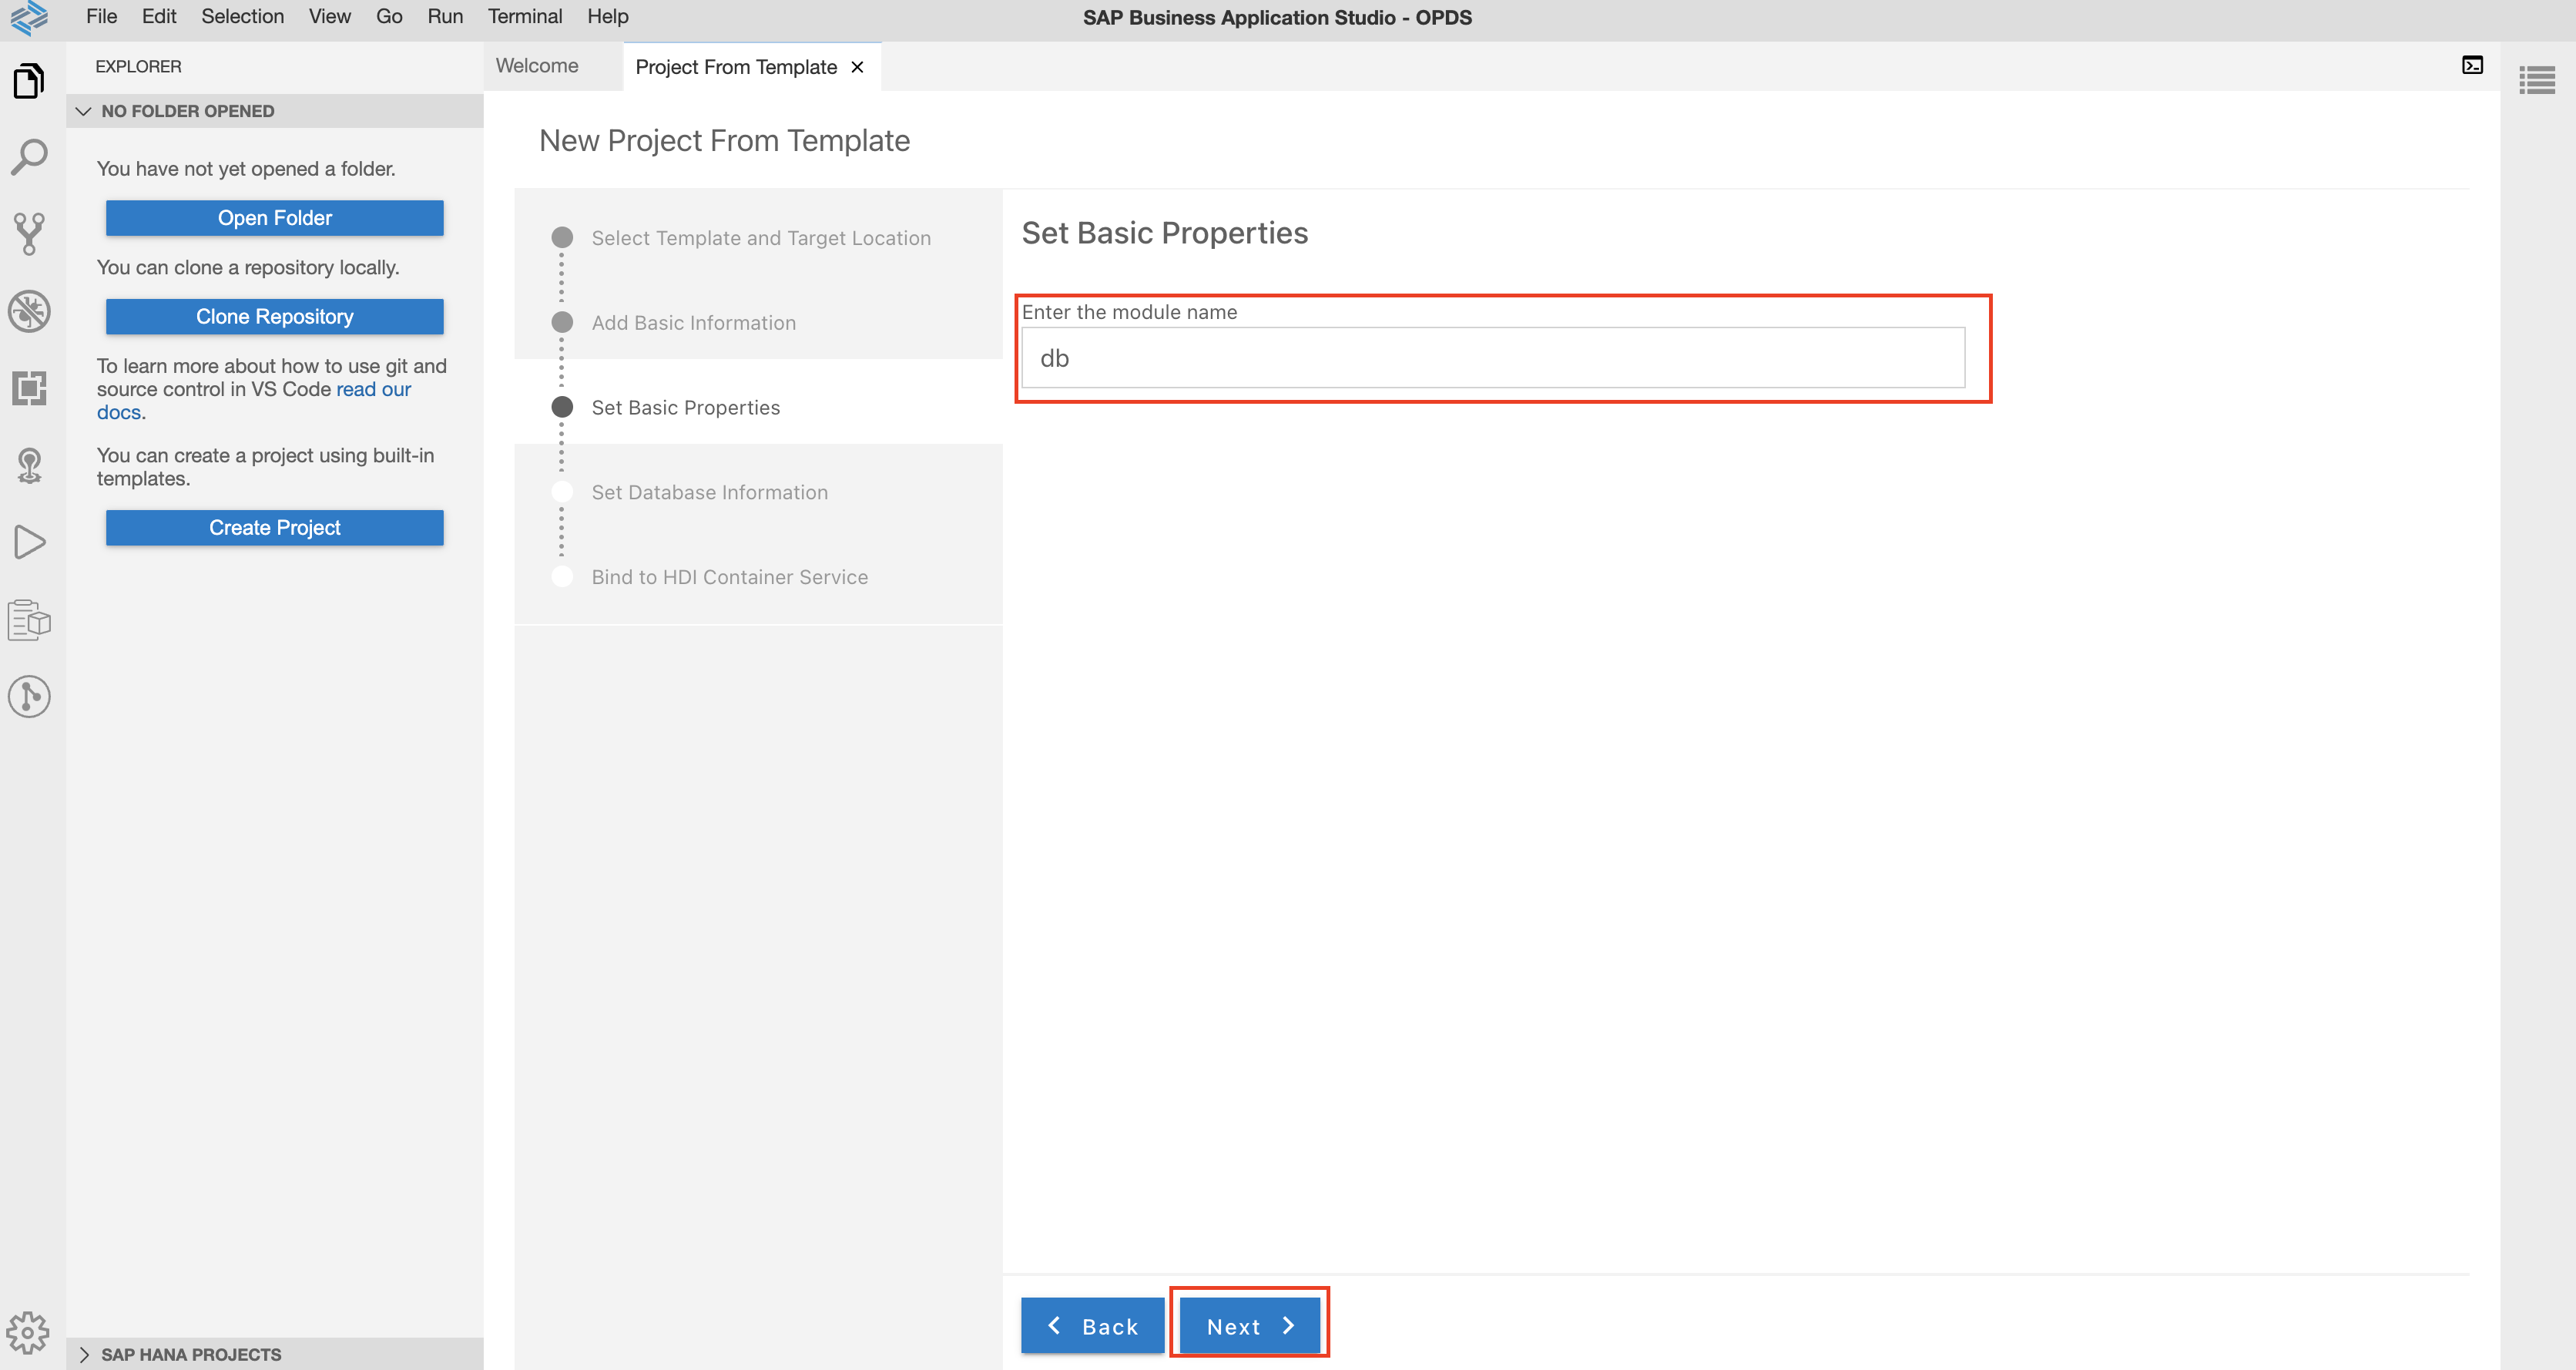 File Edit Selection View Go Run Terminal Help
SAP Business Application Studio - OPDS
EXPLORER
NO FOLDER OPENED
You have not yet opened a folder.
Open Folder
You can clone a repository locally.
Clone Repository
To learn more about how to use git and
source control in VS Code read our
docs.
You can create a project using built-in
templates.
Create Project
SAP HANA PROJECTS
Welcome
Project From Template
New Project From Template
Select Template and Target Location
Add Basic Information
Set Basic Properties
Set Database Information
Bind to HDI Container Service
Set Basic Properties
Enter the module name
db
Back
Next